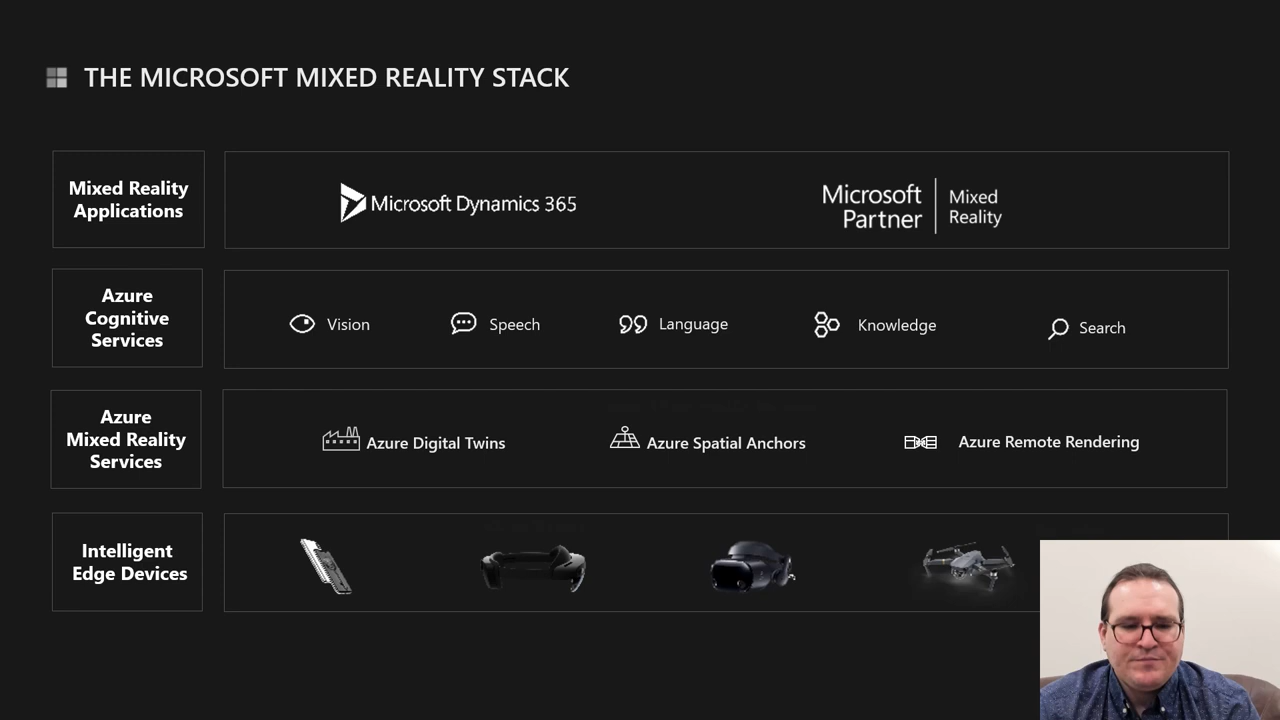 THE MICROSOFT MIXED REALITY STACK
Mixed Reality
Applications
Microsoft Dynamics 365
Microsoft
Partner
Mixed
Reality
Azure
Cognitive
Services
Vision
Speech
Language
Knowledge
Search
Azure
Mixed Reality
Services
Azure Digital Twins
Azure Spatial Anchors
Azure Remote Rendering
Intelligent
Edge Devices